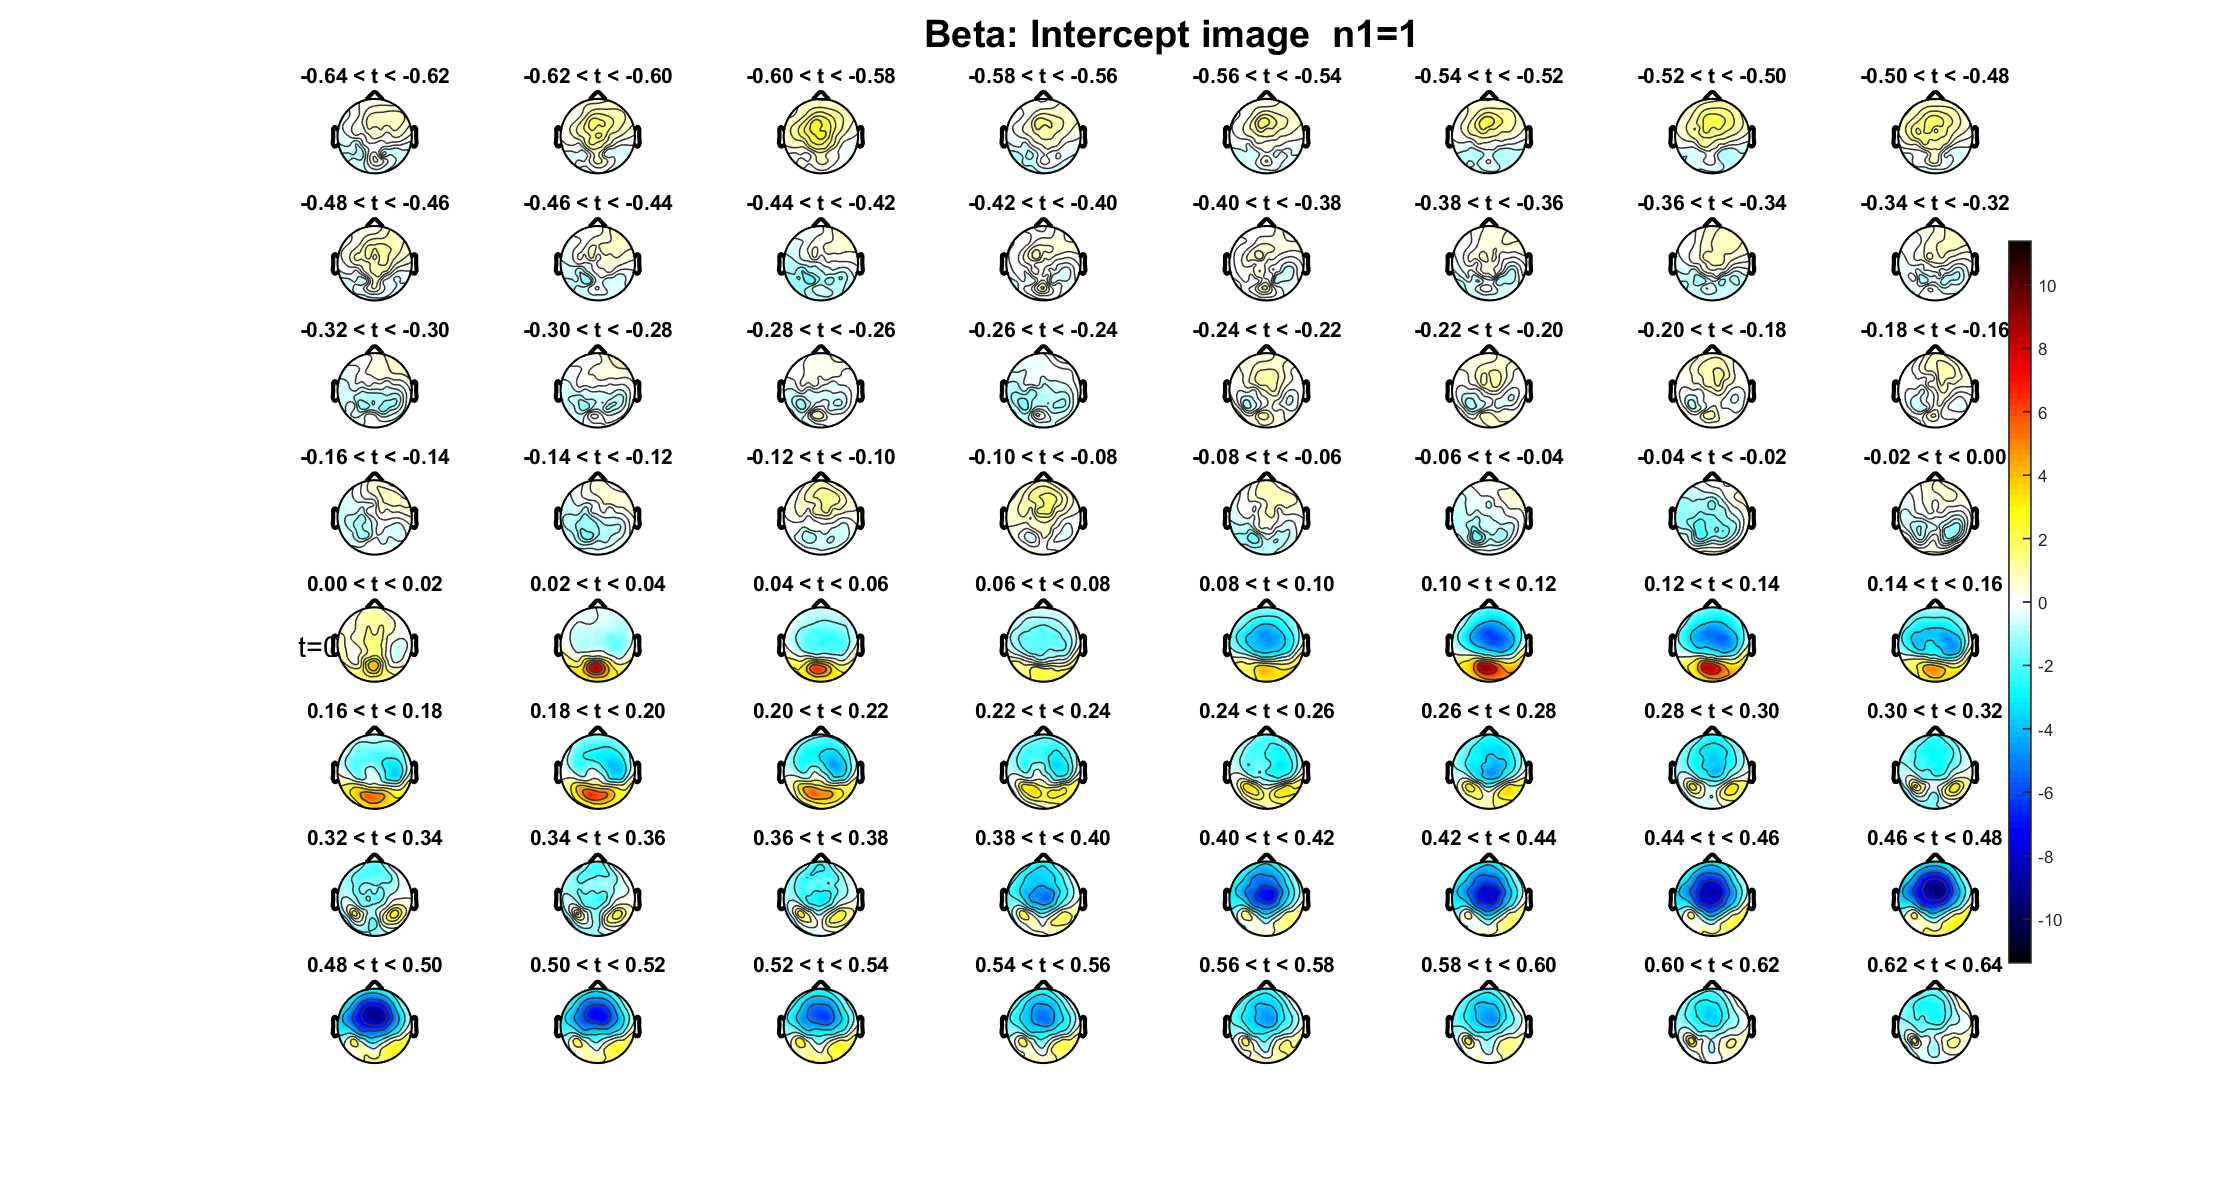 Beta: Intercept image  n1=1
-0.64 < t < -0.62 -0.62 < t < -0.60 -0.60 < t < -0.58 -0.58 < t < -0.56 -0.56 < t < -0.54 -0.54 < t < -0.52 -0.52 < t < -0.50 -0.50 < t < -0.48
-0.48 < t < -0.46 -0.46 < t < -0.44 -0.44 < t < -0.42 -0.42 < t < -0.40 -0.40 < t < -0.38 -0.38 < t < -0.36 -0.36 < t < -0.34 -0.34 < t < -0.32
-0.32 < t < -0.30 -0.30 < t < -0.28 -0.28 < t < -0.26 -0.26 < t < -0.24 -0.24 < t < -0.22 -0.22 < t < -0.20 -0.20 < t < -0.18 -0.18 < t < -0.16
-0.16 < t < -0.14 -0.14 < t < -0.12 -0.12 < t < -0.10 -0.10 < t < -0.08 -0.08 < t < -0.06 -0.06 < t < -0.04 -0.04 < t < -0.02 -0.02 < t < 0.00
0.00 < t < 0.02 0.02 < t < 0.04 0.04 < t < 0.06 0.06 < t < 0.08 0.08 < t < 0.10 0.10 < t < 0.12 0.12 < t < 0.14 0.14 < t < 0.16
t=0
0.16 < t < 0.18 0.18 < t < 0.20 0.20 < t < 0.22 0.22 < t < 0.24 0.24 < t < 0.26 0.26 < t < 0.28 0.28 < t < 0.30 0.30 < t < 0.32
0.32 < t < 0.34 0.34 < t < 0.36 0.36 < t < 0.38 0.38 < t < 0.40 0.40 < t < 0.42 0.42 < t < 0.44 0.44 < t < 0.46 0.46 < t < 0.48
0.48 < t < 0.50 0.50 < t < 0.52 0.52 < t < 0.54 0.54 < t < 0.56 0.56 < t < 0.58 0.58 < t < 0.60 0.60 < t < 0.62 0.62 < t < 0.64
10
8
6
4
2
0
-2
-4
-6
-8
-10